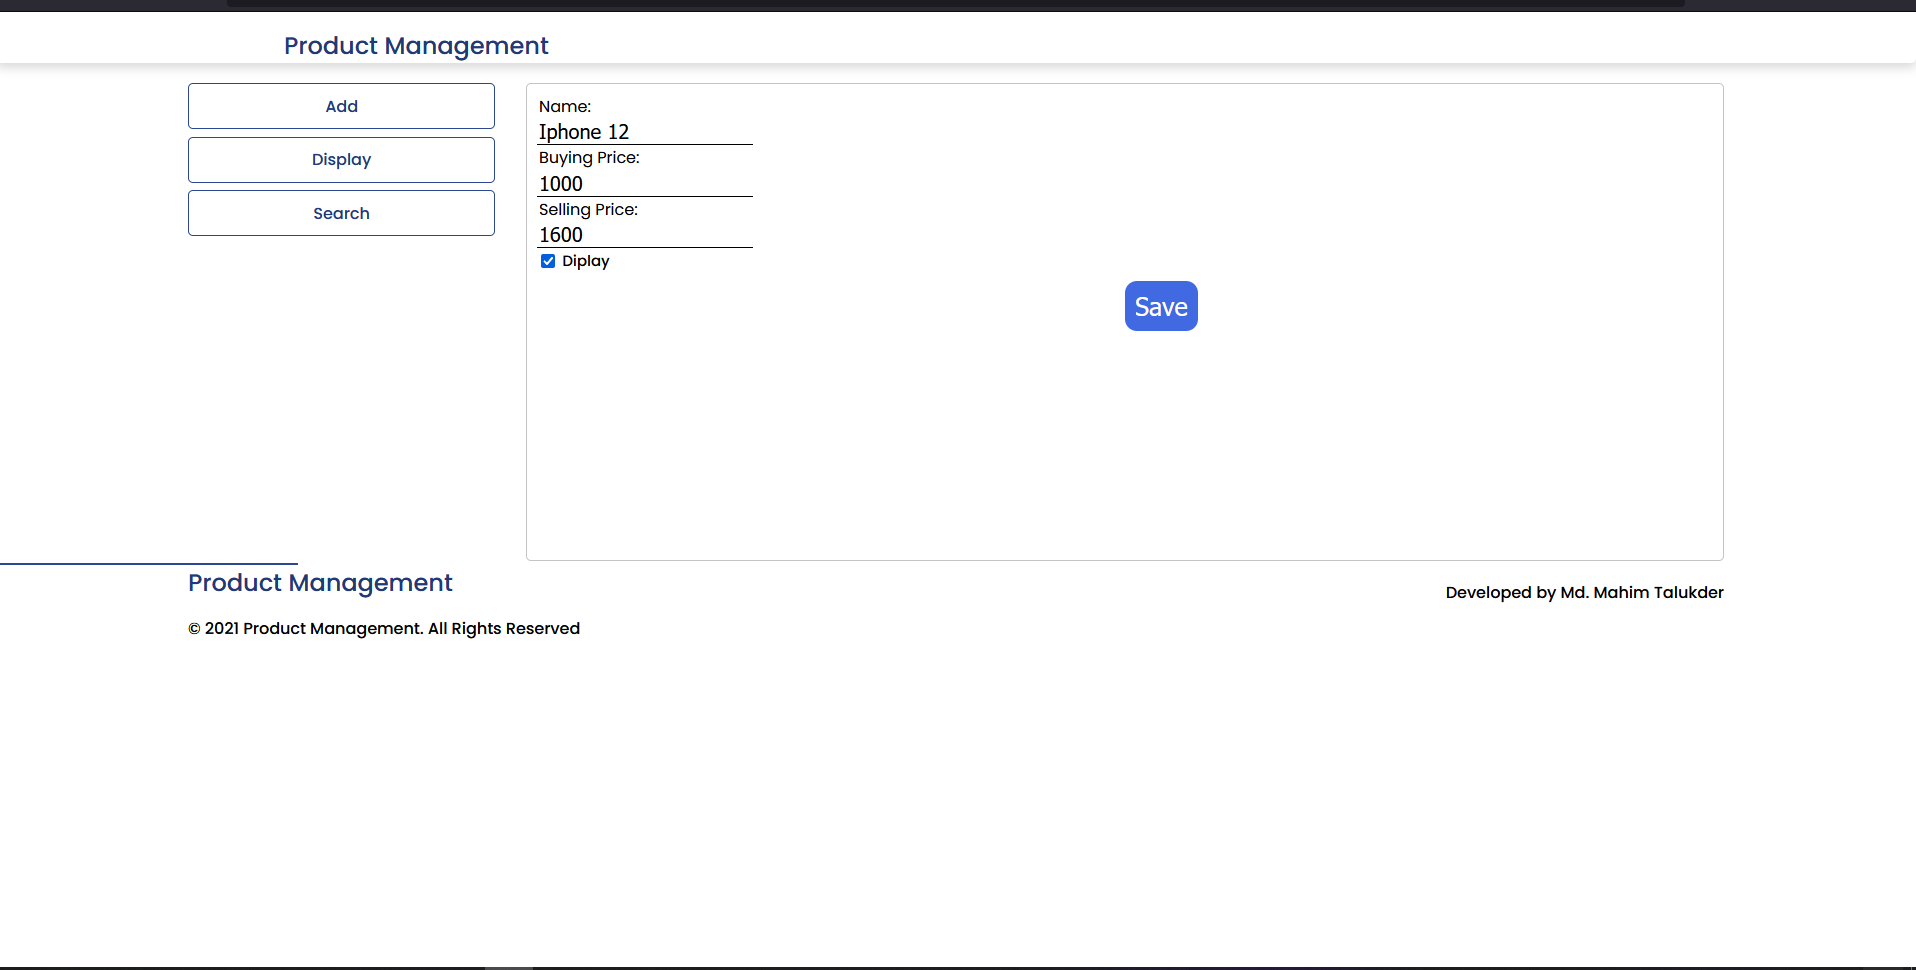 Product Management
Add
Display
Search
Name:
Iphone 12
Buying Price:
1000
Selling Price:
1600
Diplay
Save
Product Management
Developed by Md. Mahim Talukder
© 2021 Product Management. All Rights Reserved